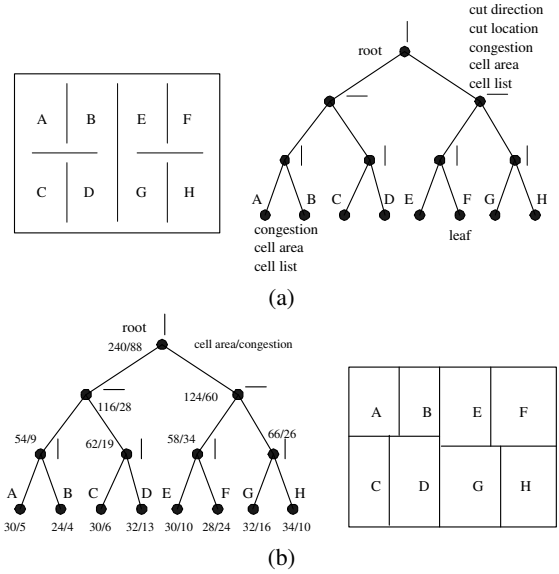 cut direction
cut location
root
congestion
cell area
cell list
A B E F
C D G H
A B C D E F G H
congestion
cell area
cell list
leaf
(a)
root
240/88
cell area/congestion
116/28
124/60
54/9
62/19
58/34
66/26
A B C D E F G H
30/5 24/4 30/6 32/13 30/10 28/24 32/16 34/10
A B E F
C D G H
(b)